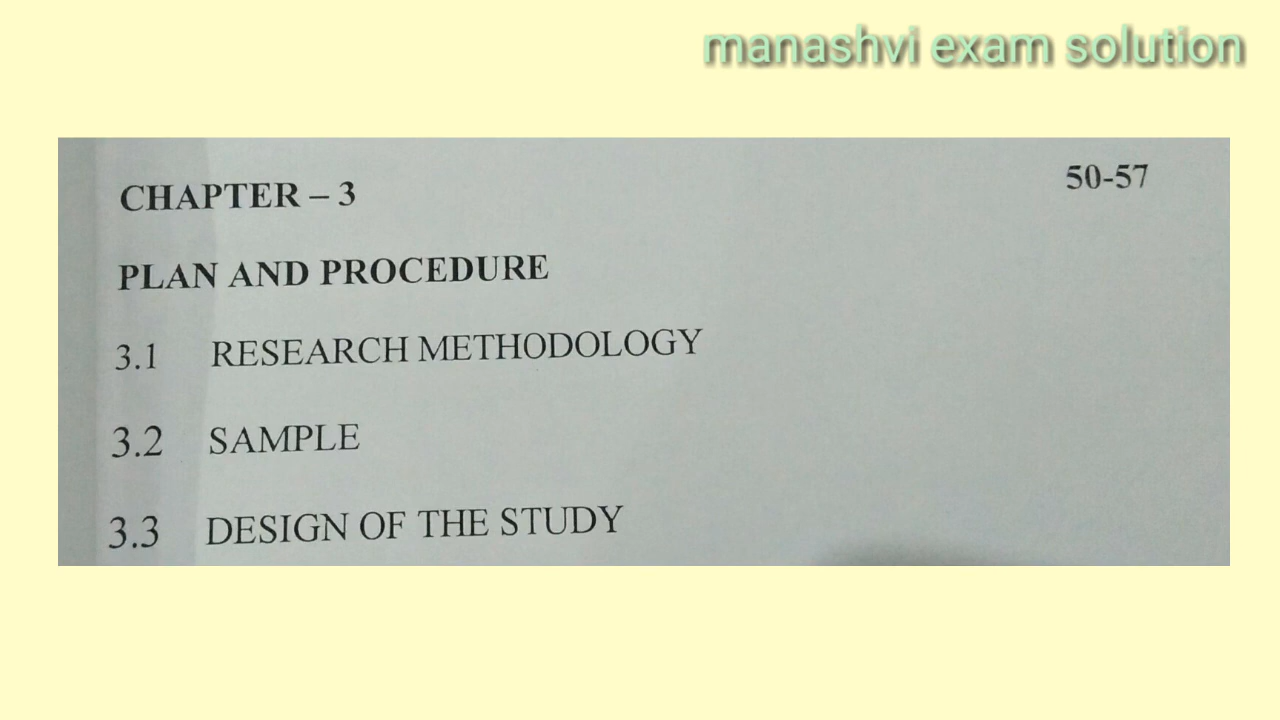 manashvi exam solution
50-57
CHAPTER – 3
PLAN AND PROCEDURE
3.1 RESEARCH METHODOLOGY
3.2 SAMPLE
3.3 DESIGN OF THE STUDY